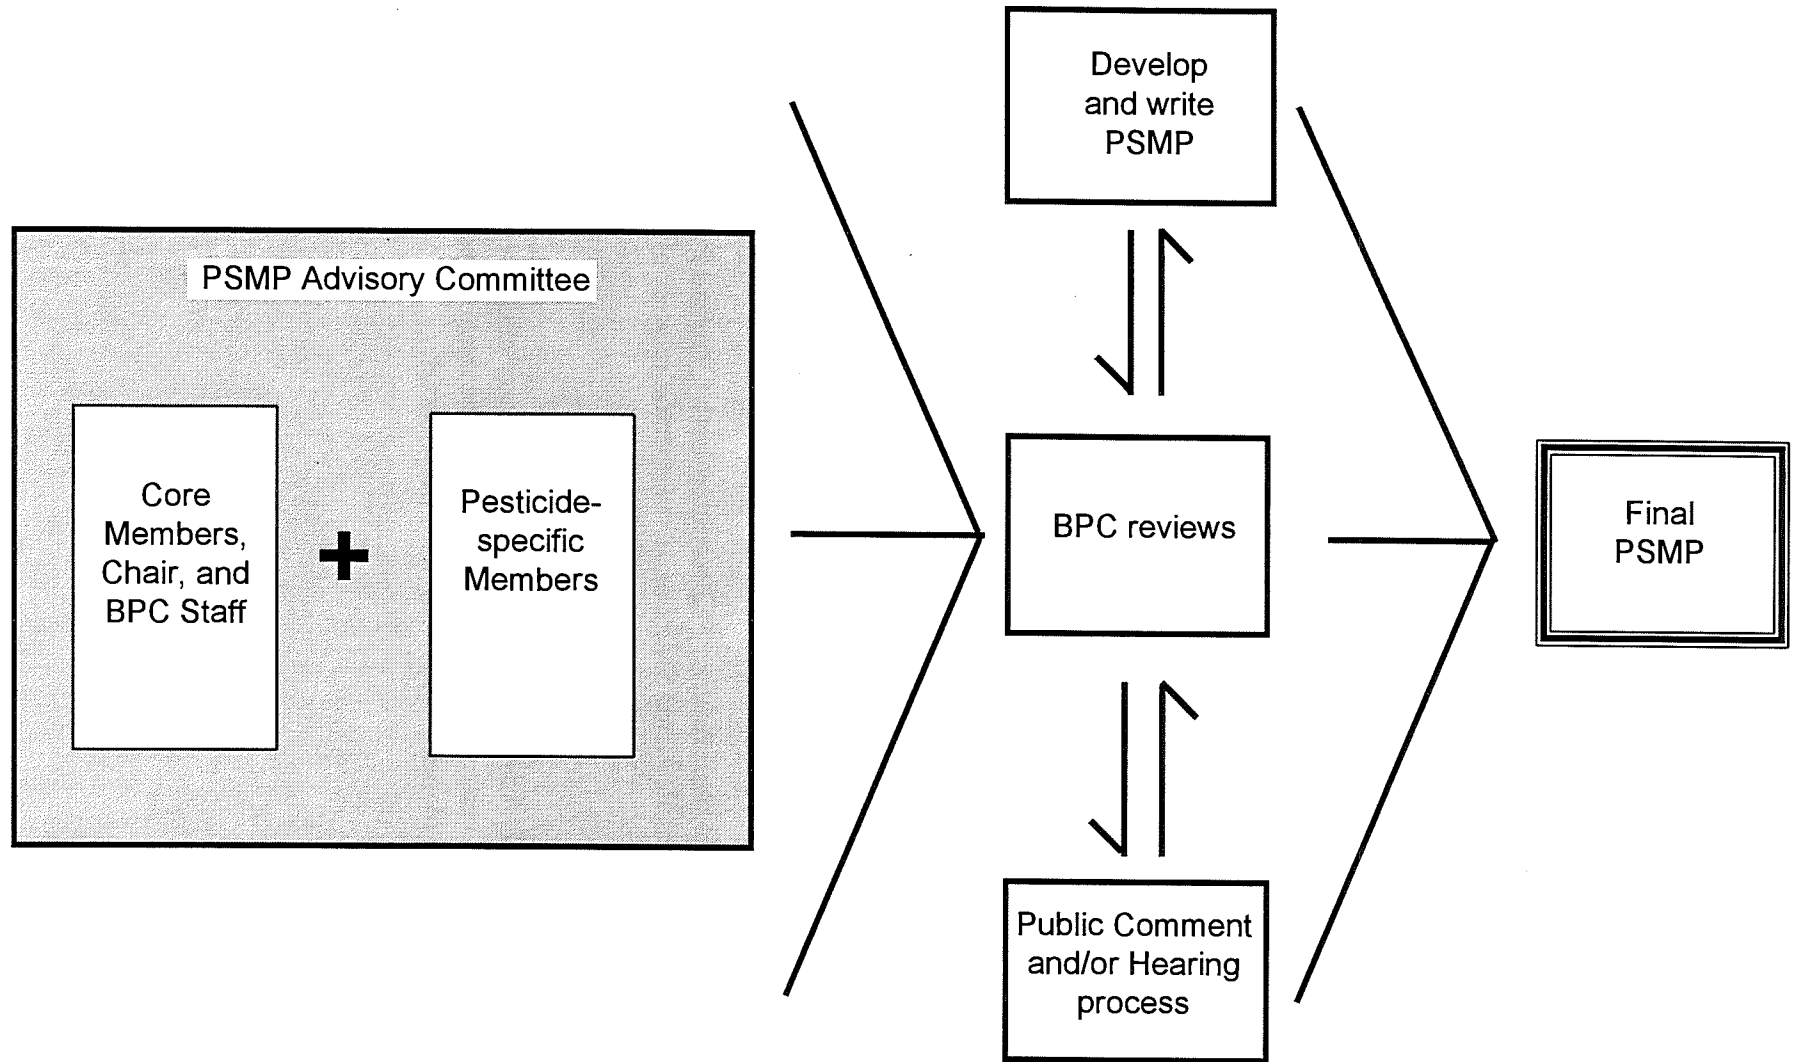 PSMP Advisory Committee
Core
Members,
Chair, and
BPC Staff
+
Pesticide-
specific
Members
Develop
and write
PSMP
BPC reviews
Public Comment
and/or Hearing
process
Final
PSMP